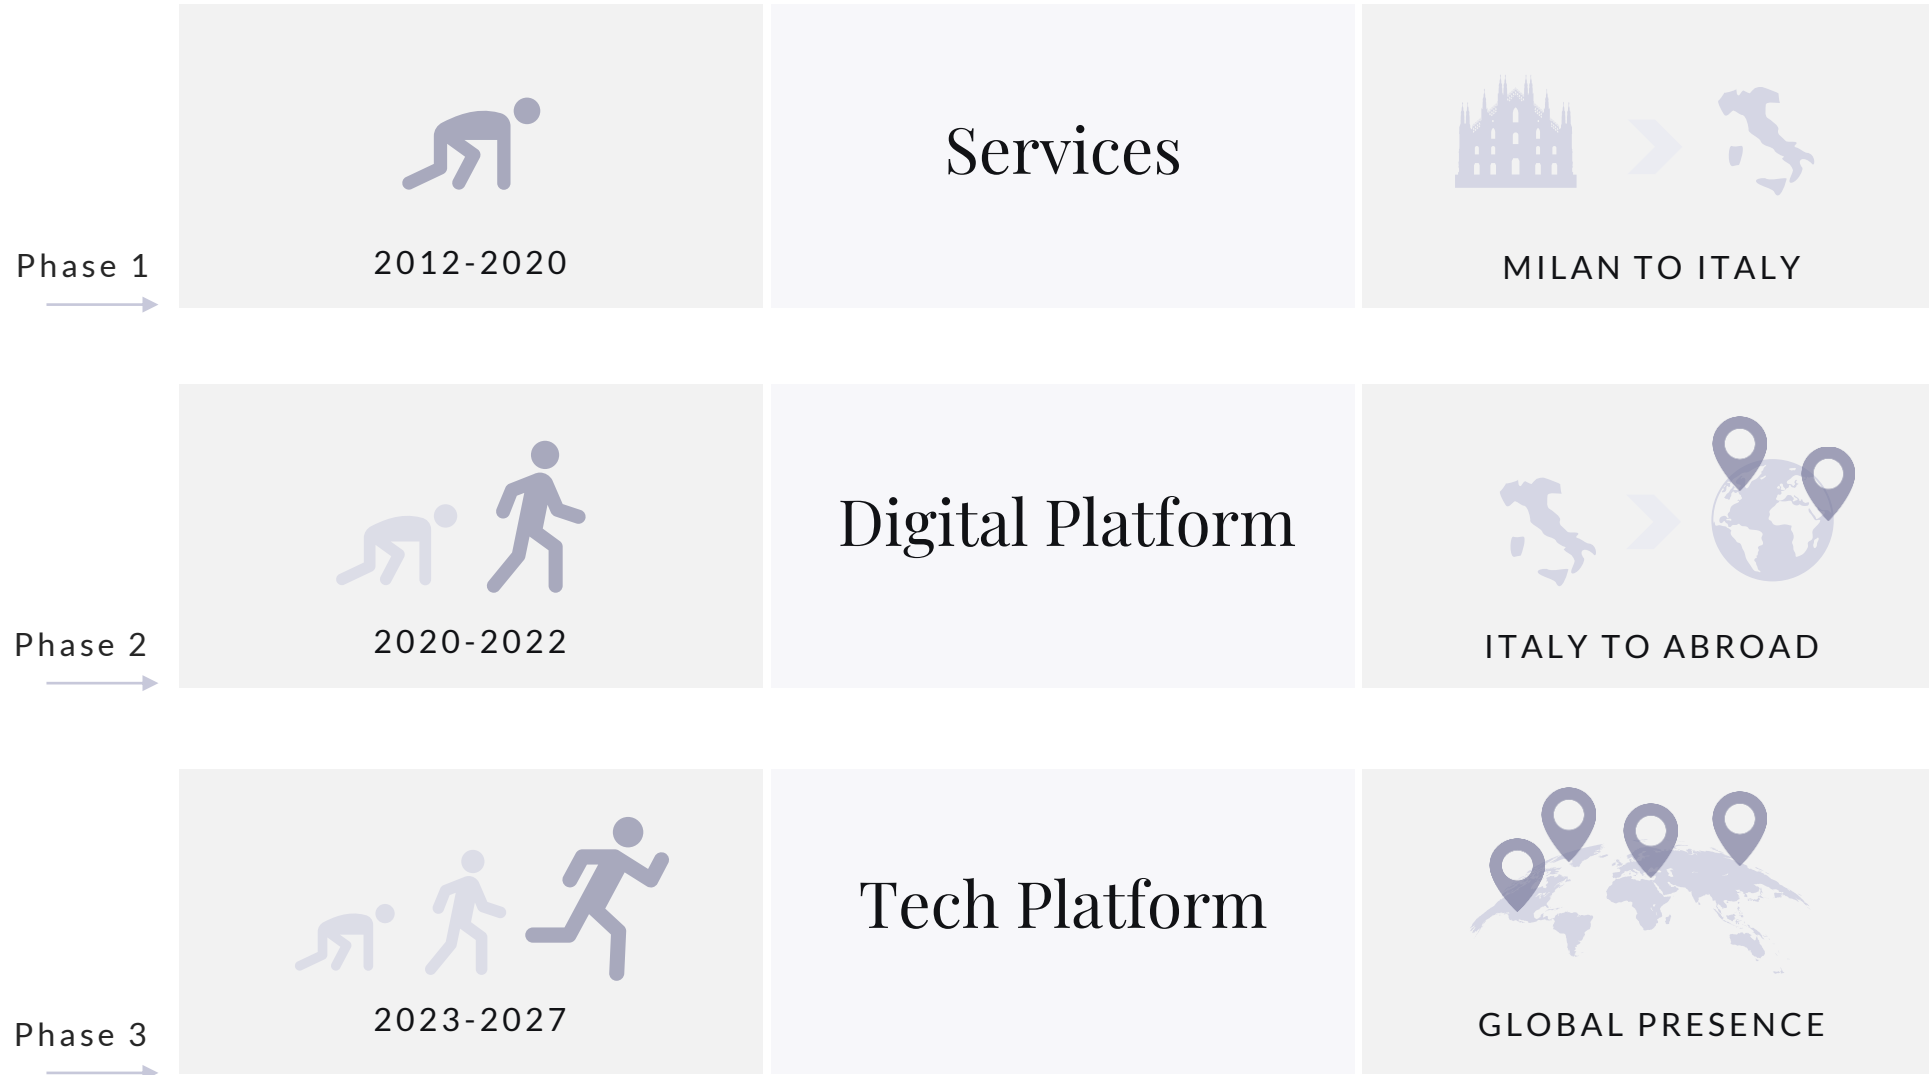 Phase 1
2012-2020
Services
MILAN TO ITALY
Phase 2
2020-2022
Digital Platform
ITALY TO ABROAD
Phase 3
2023-2027
Tech Platform
GLOBAL PRESENCE